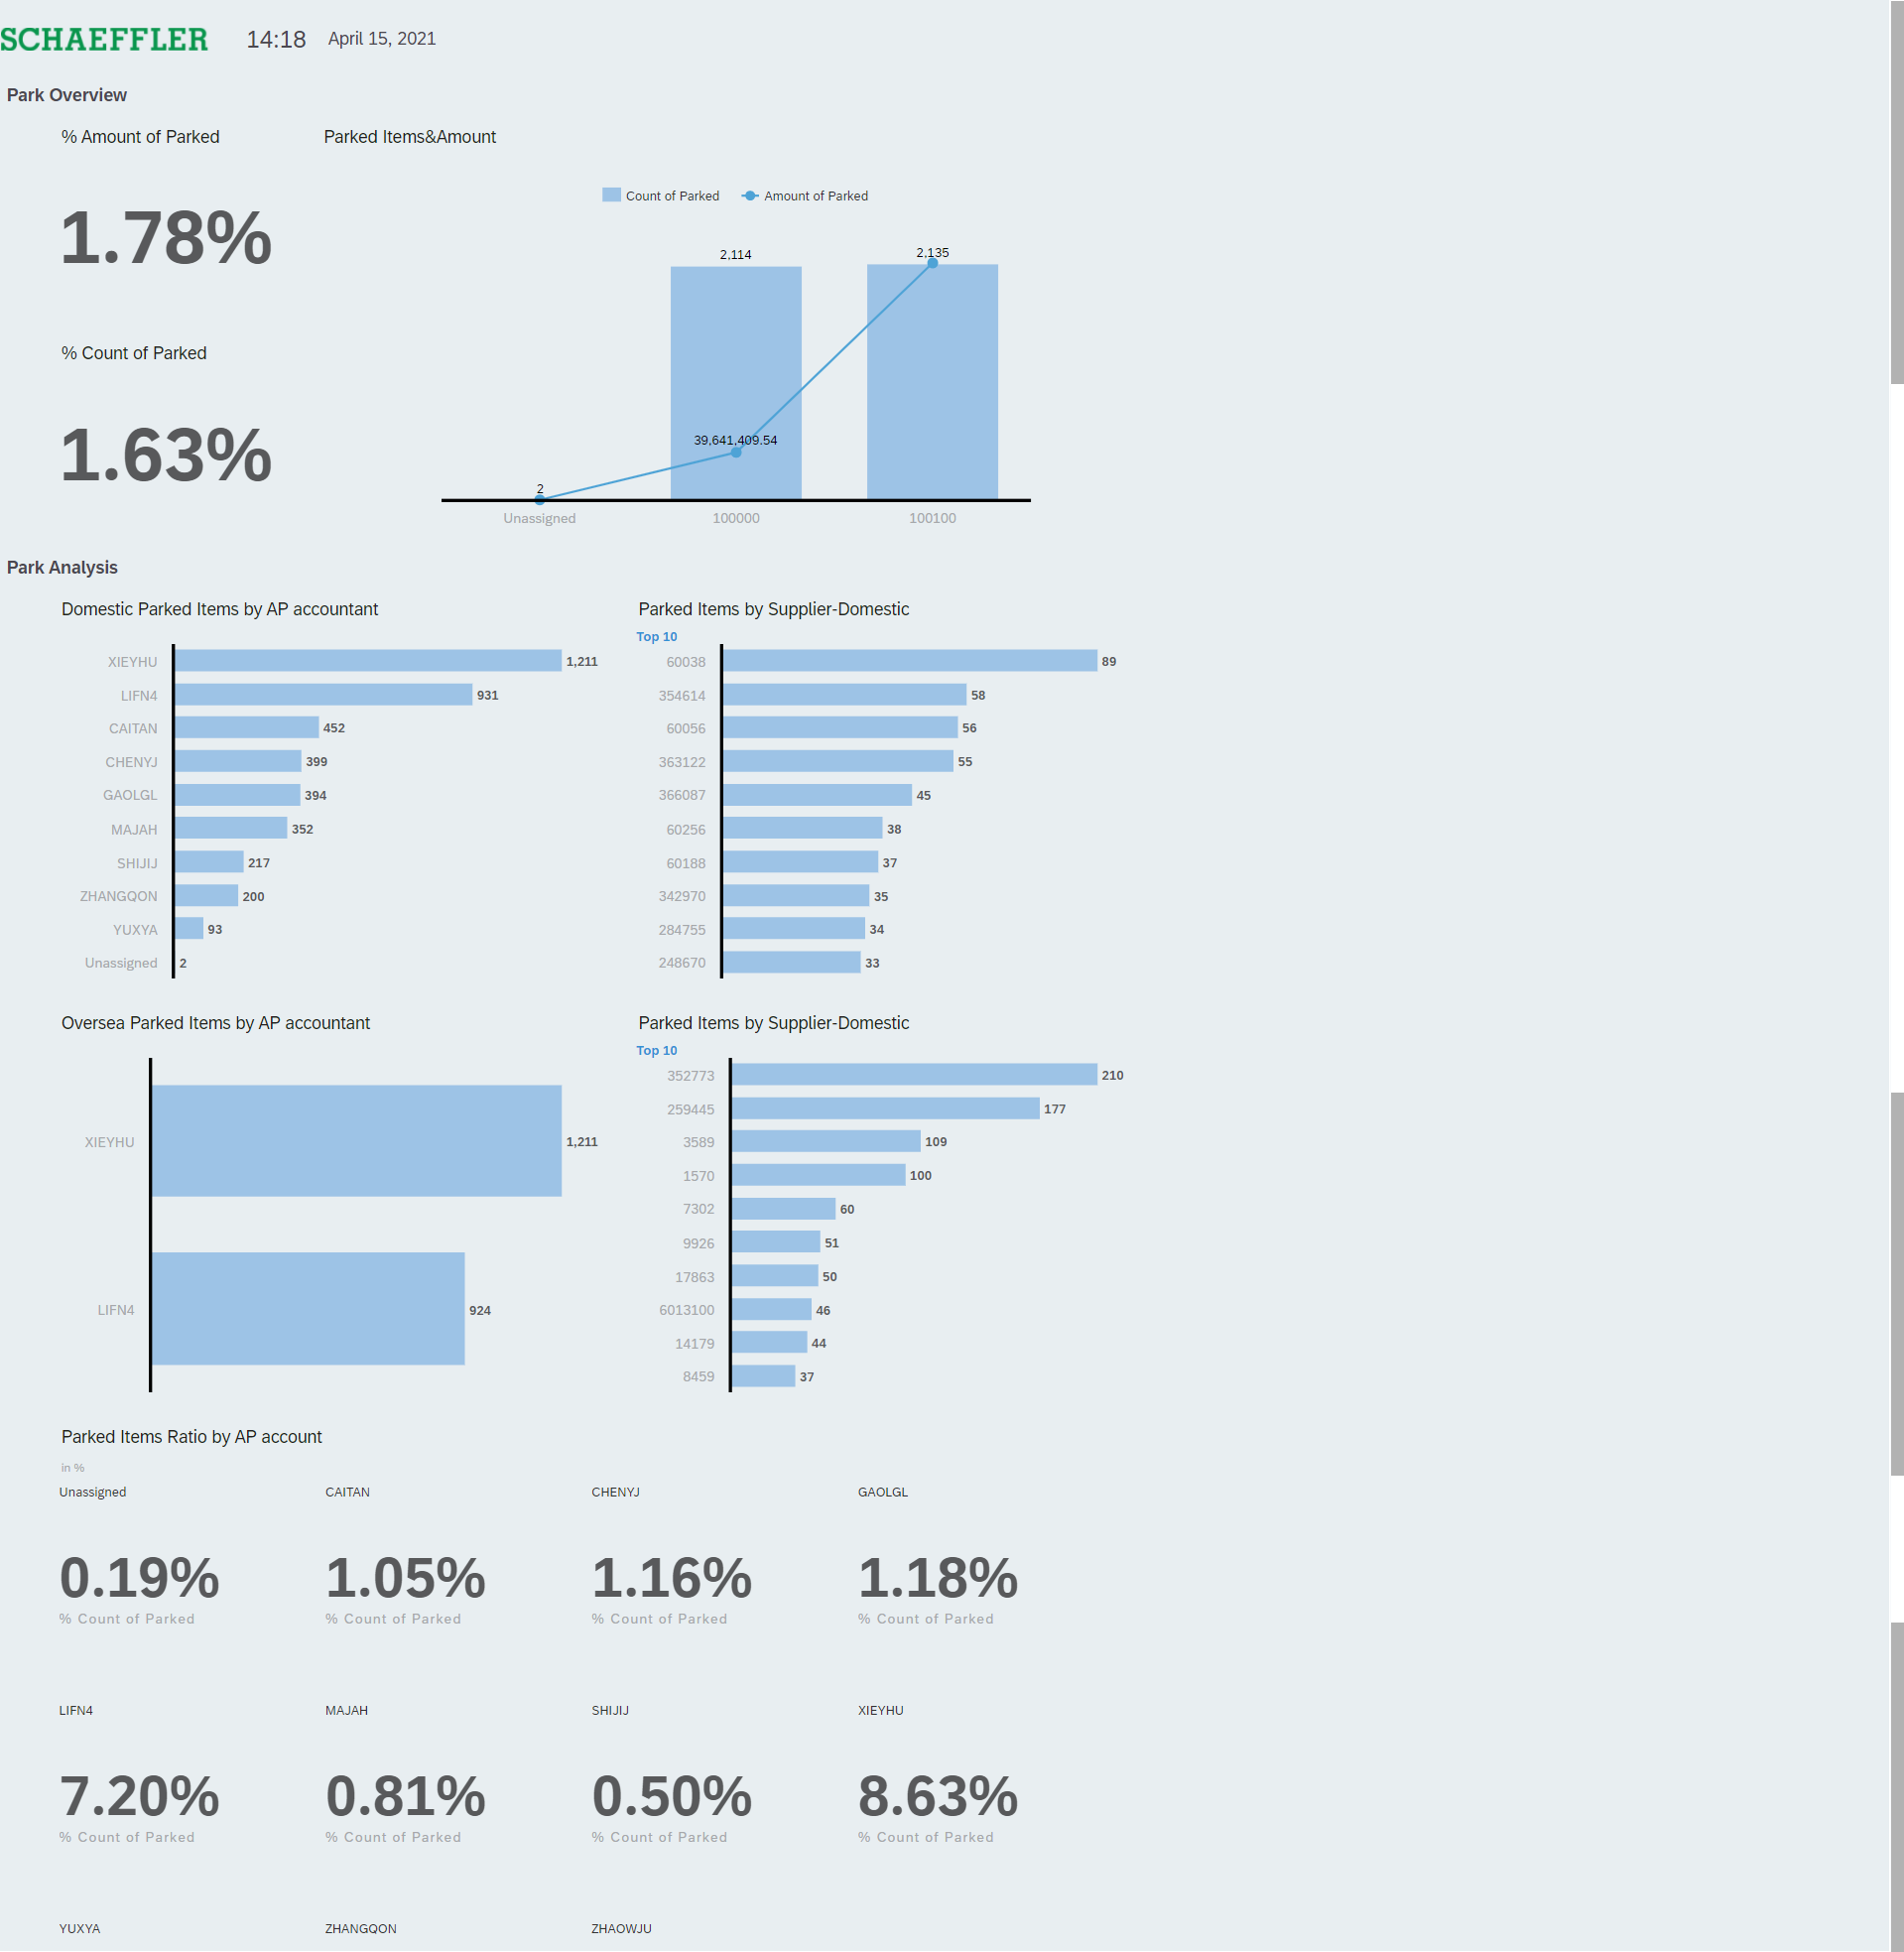 SCHAEFFLER 14:18 April 15, 2021
Park Overview
% Amount of Parked
1.78%
% Count of Parked
1.63%
Parked Items&Amount
Count of Parked Amount of Parked
2,114
2,135
39,641,409.54
2
Unassigned 100000 100100
Park Analysis
Domestic Parked Items by AP accountant
XIEYHU 1,211
LIFN4 931
CAITAN 452
CHENYJ 399
GAOLGL 394
MAJAH 352
SHIJIJ 217
ZHANGQON 200
YUXYA 93
Unassigned 2
Parked Items by Supplier-Domestic
Top 10
60038 89
354614 58
60056 56
363122 55
366087 45
60256 38
60188 37
342970 35
284755 34
248670 33
Oversea Parked Items by AP accountant
XIEYHU 1,211
LIFN4 924
Parked Items by Supplier-Domestic
Top 10
352773 210
259445 177
3589 109
1570 100
7302 60
9926 51
17863 50
6013100 46
14179 44
8459 37
Parked Items Ratio by AP account
in %
Unassigned CAITAN CHENYJ GAOLGL
0.19% 1.05% 1.16% 1.18%
% Count of Parked % Count of Parked % Count of Parked % Count of Parked
LIFN4 MAJAH SHIJIJ XIEYHU
7.20% 0.81% 0.50% 8.63%
% Count of Parked % Count of Parked % Count of Parked % Count of Parked
YUXYA ZHANGQON ZHAOWJU